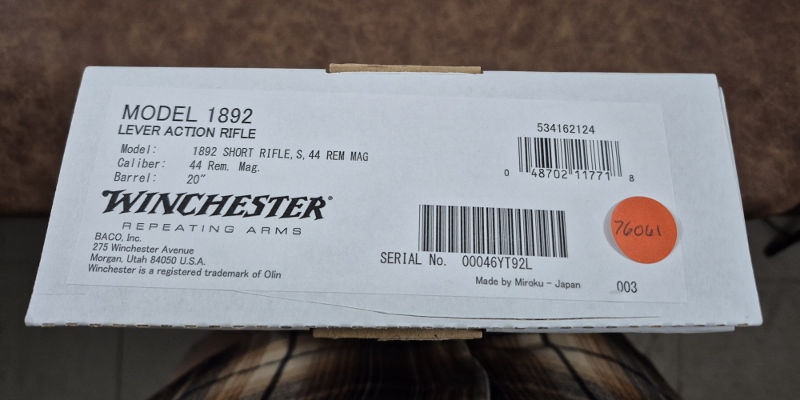 MODEL 1892
LEVER ACTION RIFLE
Model: 1892 SHORT RIFLE,S,44 REM MAG
Caliber: 44 Rem. Mag.
Barrel: 20"
WINCHESTER®
REPEATING ARMS
BACO, Inc.
275 Winchester Avenue
Morgan, Utah 84050 U.S.A.
Winchester is a registered trademark of Olin
534162124
0 48702 11771 8
SERIAL No. 00046YT92L
Made by Miroku - Japan
003
76061